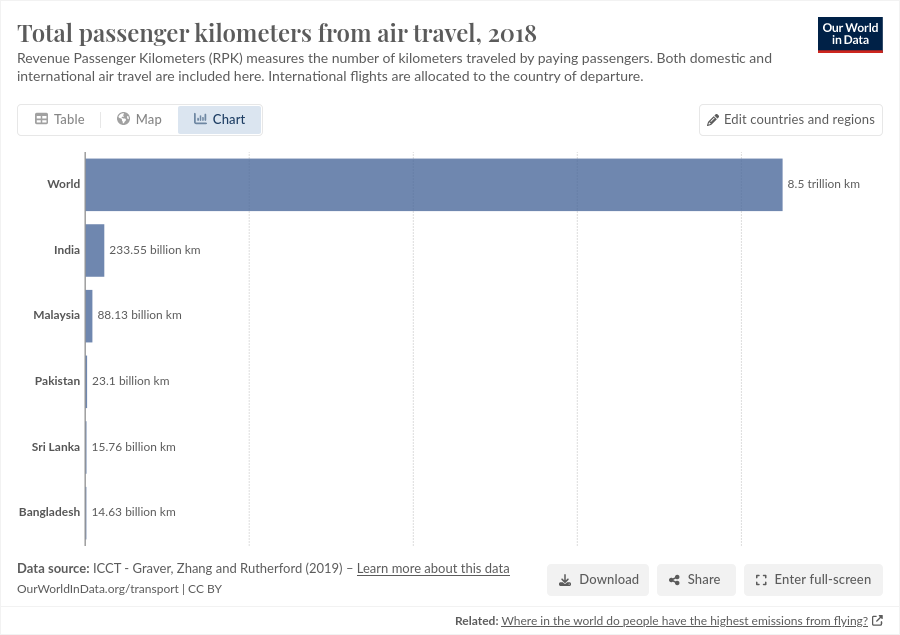 Total passenger kilometers from air travel, 2018
Our World
in Data
Revenue Passenger Kilometers (RPK) measures the number of kilometers traveled by paying passengers. Both domestic and
international air travel are included here. International flights are allocated to the country of departure.
Table
Map
Chart
Edit countries and regions
World
8.5 trillion km
India
233.55 billion km
Malaysia
88.13 billion km
Pakistan
23.1 billion km
Sri Lanka
15.76 billion km
Bangladesh
14.63 billion km
Data source: ICCT - Graver, Zhang and Rutherford (2019) – Learn more about this data
OurWorldInData.org/transport | CC BY
Download
Share
Enter full-screen
Related: Where in the world do people have the highest emissions from flying?